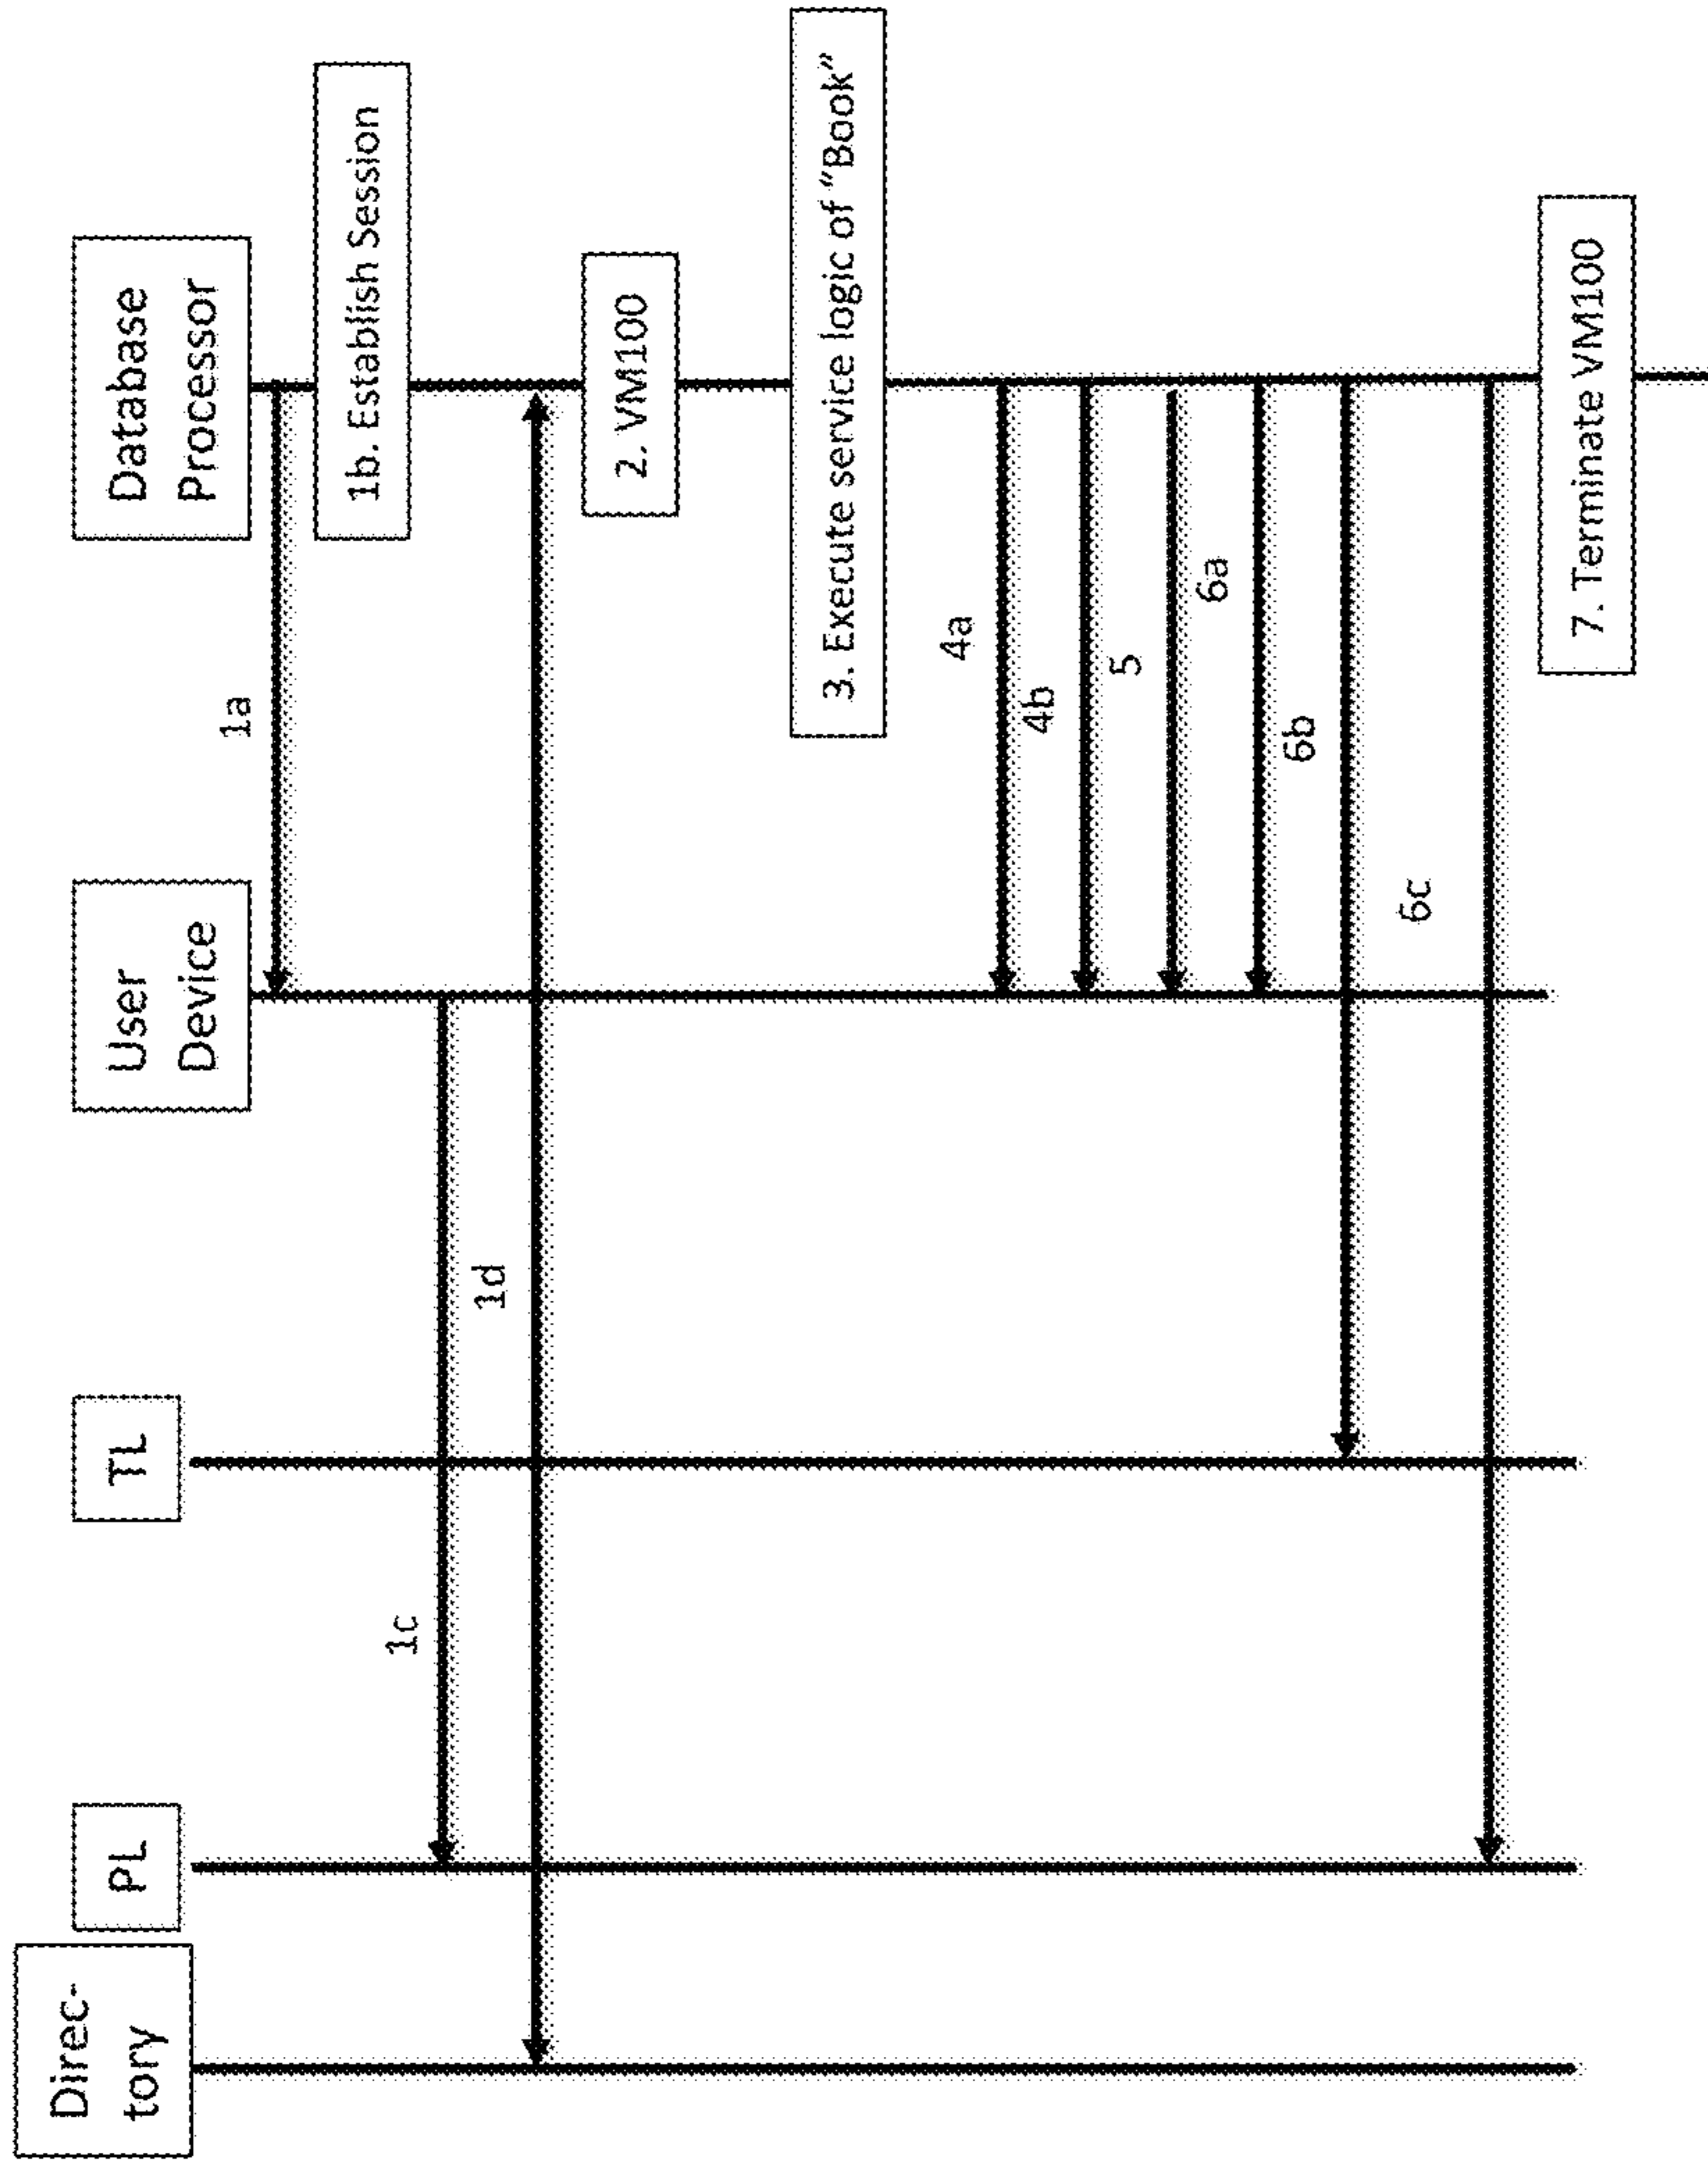 Direc-
tory
PL
TL
User
Device
Database
Processor
1a
1b. Establish Session
1c
1d
2. VM100
3. Execute service logic of "Book"
4a
4b
5
6a
6b
6c
7. Terminate VM100